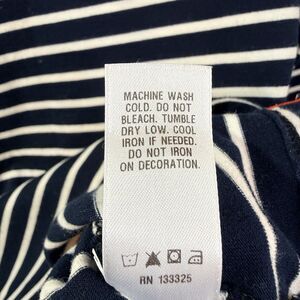 MACHINE WASH
COLD. DO NOT
BLEACH. TUMBLE
DRY LOW. COOL
IRON IF NEEDED.
DO NOT IRON
ON DECORATION.
RN 133325